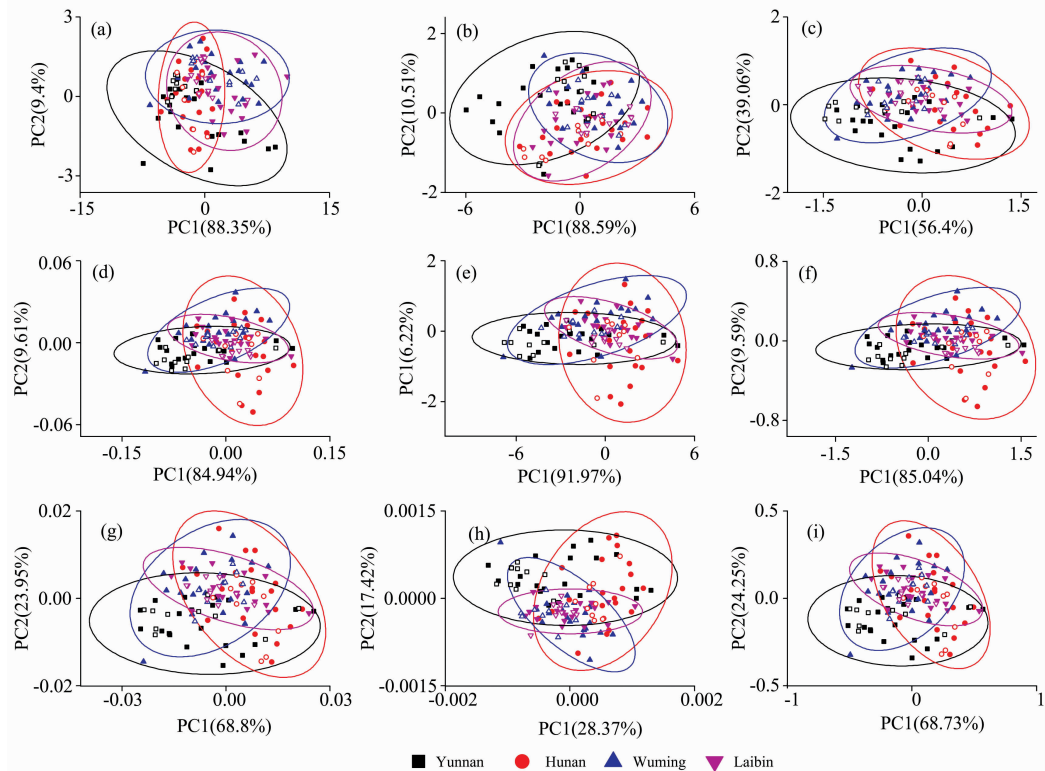 (a)
3
0
-3
PC2(9.4%)
-15
0
15
PC1(88.35%)
(b)
2
0
-2
PC2(10.51%)
-6
0
6
PC1(88.59%)
(c)
2
0
-2
PC2(39.06%)
-1.5
0.0
1.5
PC1(56.4%)
(d)
0.06
0.00
-0.06
PC2(9.61%)
-0.15
0.00
0.15
PC1(84.94%)
(e)
2
0
-2
PC1(6.22%)
-6
0
6
PC1(91.97%)
(f)
0.8
0.0
-0.8
PC2(9.59%)
-1.5
0.0
1.5
PC1(85.04%)
(g)
0.02
0.00
-0.02
PC2(23.95%)
-0.03
0.00
0.03
PC1(68.8%)
(h)
0.0015
0.0000
-0.0015
PC2(17.42%)
-0.002
0.000
0.002
PC1(28.37%)
(i)
0.5
0.0
-0.5
PC2(24.25%)
-1
0
1
PC1(68.73%)
Yunnan Hunan Wuming Laibin